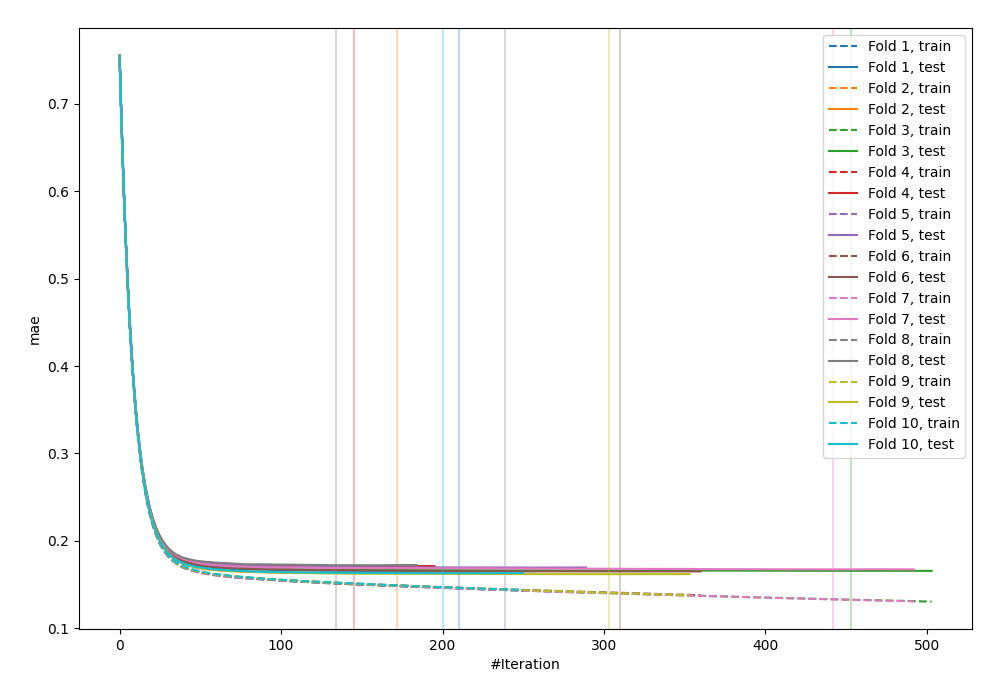 Fold 1, train
Fold 1, test
Fold 2, train
Fold 2, test
Fold 3, train
Fold 3, test
Fold 4, train
Fold 4, test
Fold 5, train
Fold 5, test
Fold 6, train
Fold 6, test
Fold 7, train
Fold 7, test
Fold 8, train
Fold 8, test
Fold 9, train
Fold 9, test
Fold 10, train
Fold 10, test
mae
0.7
0.6
0.5
0.4
0.3
0.2
0.1
0 100 200 300 400 500
#Iteration